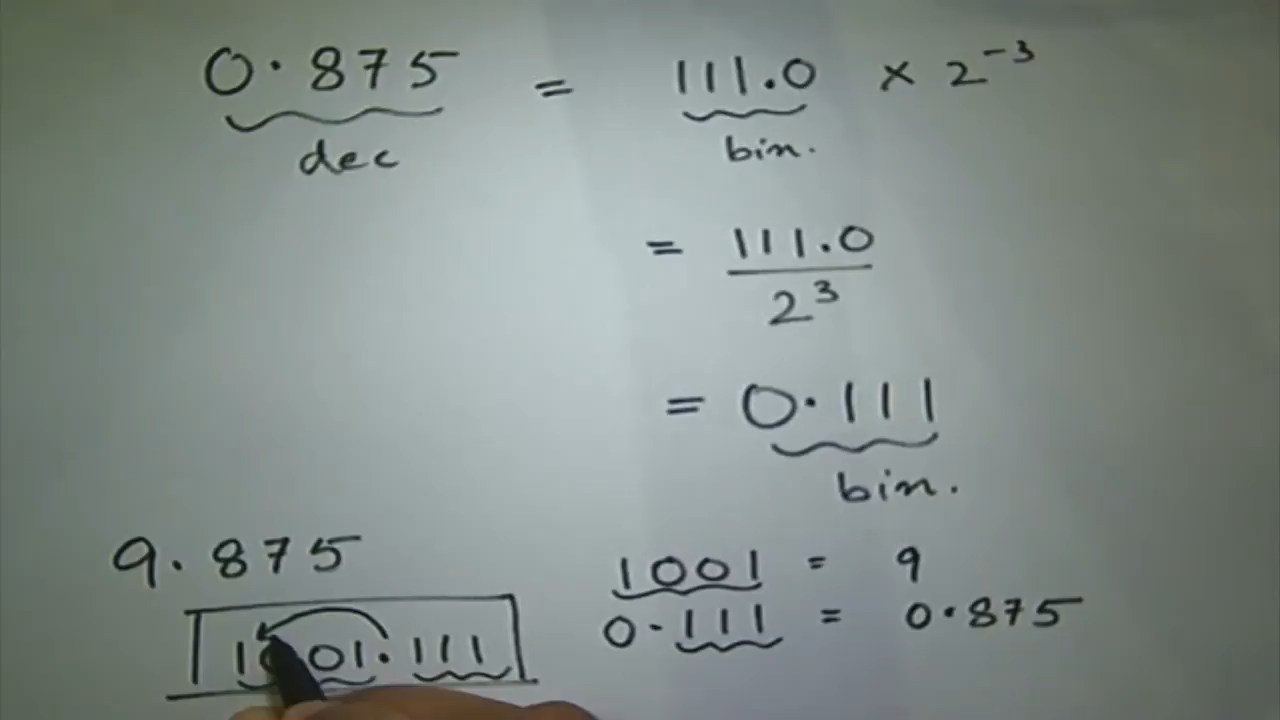 0.875 = 111.0 × 2⁻³
dec bin.
= 111.0
2³
= 0.111
bin.
9.875
1001 = 9
0.111 = 0.875
1001.111